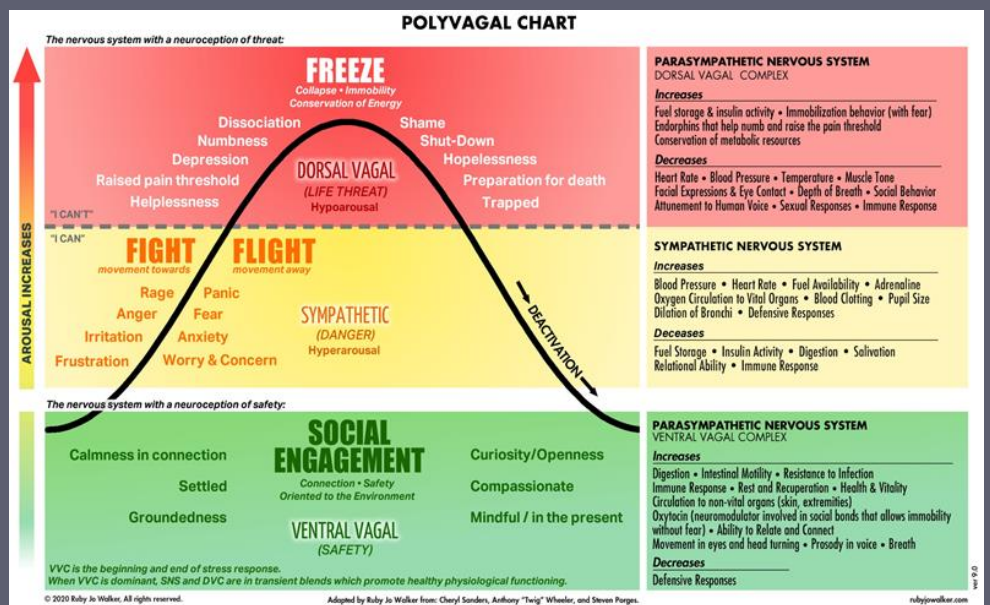 POLYVAGAL CHART
The nervous system with a neuroception of threat:
FREEZE
Collapse • Immobility
Conservation of Energy
Dissociation
Numbness
Depression
Raised pain threshold
Helplessness
Shame
Shut-Down
Hopelessness
Preparation for death
Trapped
DORSAL VAGAL
(LIFE THREAT)
Hypoarousal
"I CAN'T"
"I CAN"
AROUSAL INCREASES
FIGHT
movement towards
FLIGHT
movement away
Rage
Panic
Anger
Fear
Irritation
Anxiety
Frustration
Worry & Concern
SYMPATHETIC
(DANGER)
Hyperarousal
DEACTIVATION
The nervous system with a neuroception of safety:
SOCIAL
ENGAGEMENT
Connection • Safety
Oriented to the Environment
Calmness in connection
Settled
Groundedness
Curiosity/Openness
Compassionate
Mindful / in the present
VENTRAL VAGAL
(SAFETY)
VVC is the beginning and end of stress response.
When VVC is dominant, SNS and DVC are in transient blends which promote healthy physiological functioning.
PARASYMPATHETIC NERVOUS SYSTEM
DORSAL VAGAL COMPLEX
Increases
Fuel storage & insulin activity • Immobilization behavior (with fear)
Endorphins that help numb and raise the pain threshold
Conservation of metabolic resources
Decreases
Heart Rate • Blood Pressure • Temperature • Muscle Tone
Facial Expressions & Eye Contact • Depth of Breath • Social Behavior
Attunement to Human Voice • Sexual Responses • Immune Response
SYMPATHETIC NERVOUS SYSTEM
Increases
Blood Pressure • Heart Rate • Fuel Availability • Adrenaline
Oxygen Circulation to Vital Organs • Blood Clotting • Pupil Size
Dilation of Bronchi • Defensive Responses
Deceases
Fuel Storage • Insulin Activity • Digestion • Salivation
Relational Ability • Immune Response
PARASYMPATHETIC NERVOUS SYSTEM
VENTRAL VAGAL COMPLEX
Increases
Digestion • Intestinal Motility • Resistance to Infection
Immune Response • Rest and Recuperation • Health & Vitality
Circulation to non-vital organs (skin, extremities)
Oxytocin (neuromodulator involved in social bonds that allows immobility
without fear) • Ability to Relate and Connect
Movement in eyes and head turning • Prosody in voice • Breath
Decreases
Defensive Responses
ver 9.0
© 2020 Ruby Jo Walker, All rights reserved.
Adapted by Ruby Jo Walker from: Cheryl Sanders, Anthony "Twig" Wheeler, and Steven Porges.
rubyjowalker.com